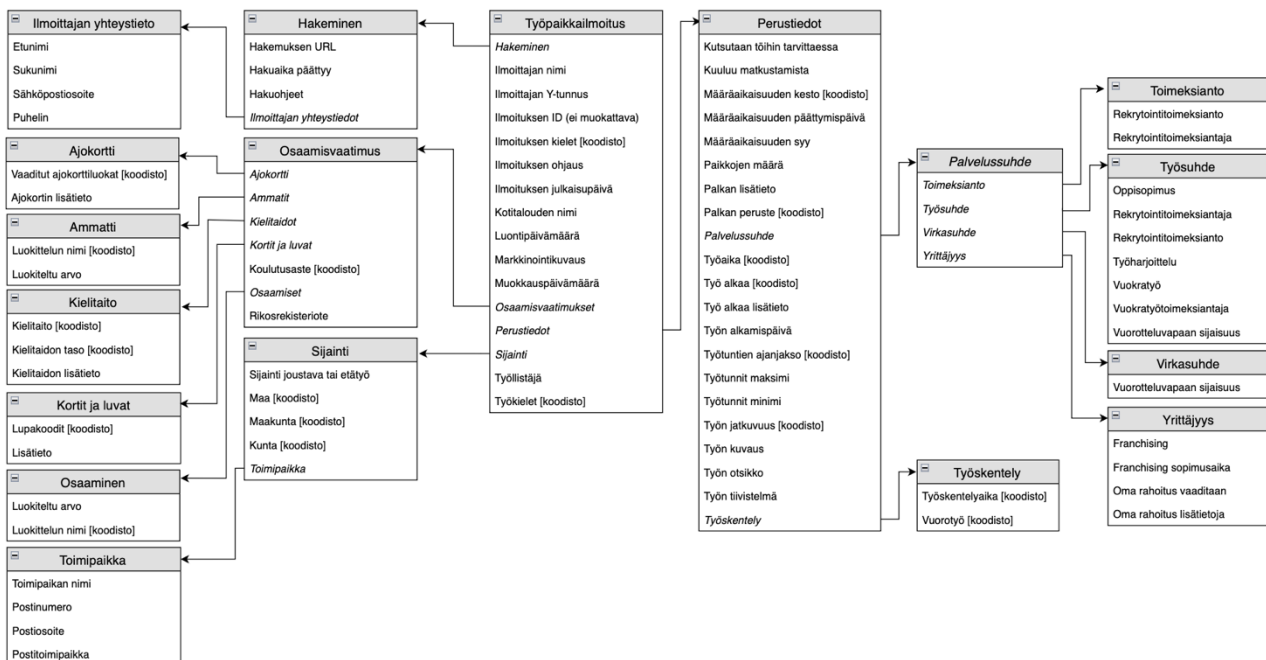 Ilmoittajan yhteystieto
Etunimi
Sukunimi
Sähköpostiosoite
Puhelin
Ajokortti
Vaaditut ajokorttiluokat [koodisto]
Ajokortin lisätieto
Ammatti
Luokittelun nimi [koodisto]
Luokiteltu arvo
Kielitaito
Kielitaito [koodisto]
Kielitaidon taso [koodisto]
Kielitaidon lisätieto
Kortit ja luvat
Lupakoodit [koodisto]
Lisätieto
Osaaminen
Luokiteltu arvo
Luokittelun nimi [koodisto]
Toimipaikka
Toimipaikan nimi
Postinumero
Postiosoite
Postitoimipaikka
Hakeminen
Hakemuksen URL
Hakuaika päättyy
Hakuohjeet
Ilmoittajan yhteystiedot
Osaamisvaatimus
Ajokortti
Ammatit
Kielitaidot
Kortit ja luvat
Koulutusaste [koodisto]
Osaamiset
Rikosrekisteriote
Sijainti
Sijainti joustava tai etätyö
Maa [koodisto]
Maakunta [koodisto]
Kunta [koodisto]
Toimipaikka
Työpaikkailmoitus
Hakeminen
Ilmoittajan nimi
Ilmoittajan Y-tunnus
Ilmoituksen ID (ei muokattava)
Ilmoituksen kielet [koodisto]
Ilmoituksen ohjaus
Ilmoituksen julkaisupäivä
Kotitalouden nimi
Luontipäivämäärä
Markkinointikuvaus
Muokkauspäivämäärä
Osaamisvaatimukset
Perustiedot
Sijainti
Työllistäjä
Työkielet [koodisto]
Perustiedot
Kutsutaan töihin tarvittaessa
Kuuluu matkustamista
Määräaikaisuuden kesto [koodisto]
Määräaikaisuuden päättymispäivä
Määräaikaisuuden syy
Paikkojen määrä
Palkan lisätieto
Palkan peruste [koodisto]
Palvelussuhde
Työaika [koodisto]
Työ alkaa [koodisto]
Työ alkaa lisätieto
Työn alkamispäivä
Työtuntien ajanjakso [koodisto]
Työtunnit maksimi
Työtunnit minimi
Työn jatkuvuus [koodisto]
Työn kuvaus
Työn otsikko
Työn tiivistelmä
Työskentely
Palvelussuhde
Toimeksianto
Työsuhde
Virkasuhde
Yrittäjyys
Työskentely
Työskentelyaika [koodisto]
Vuorotyö [koodisto]
Toimeksianto
Rekrytointitoimeksianto
Rekrytointitoimeksiantaja
Työsuhde
Oppisopimus
Rekrytointitoimeksiantaja
Rekrytointitoimeksianto
Työharjoittelu
Vuokratyö
Vuokratyötoimeksiantaja
Vuorotteluvapaan sijaisuus
Virkasuhde
Vuorotteluvapaan sijaisuus
Yrittäjyys
Franchising
Franchising sopimusaika
Oma rahoitus vaaditaan
Oma rahoitus lisätietoja